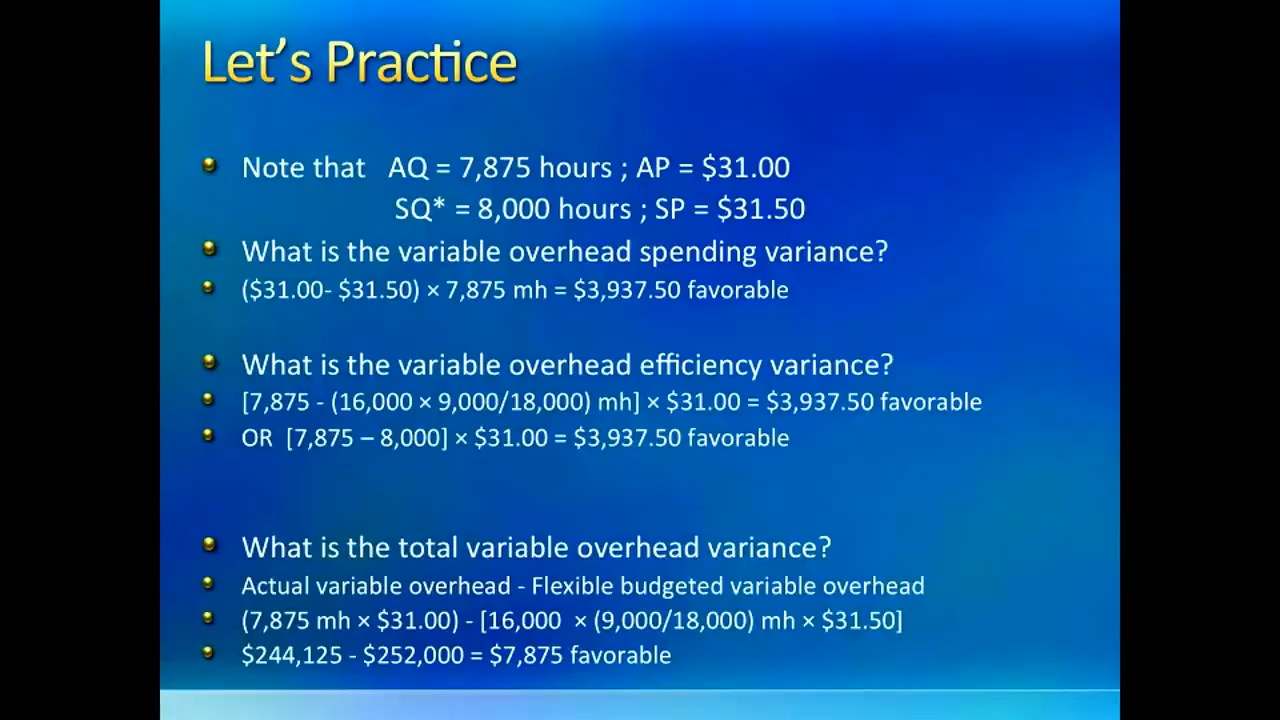 Let's Practice
Note that AQ = 7,875 hours ; AP = $31.00
SQ* = 8,000 hours ; SP = $31.50
What is the variable overhead spending variance?
($31.00- $31.50) × 7,875 mh = $3,937.50 favorable
What is the variable overhead efficiency variance?
[7,875 - (16,000 × 9,000/18,000) mh] × $31.00 = $3,937.50 favorable
OR [7,875 – 8,000] × $31.00 = $3,937.50 favorable
What is the total variable overhead variance?
Actual variable overhead - Flexible budgeted variable overhead
(7,875 mh × $31.00) - [16,000 × (9,000/18,000) mh × $31.50]
$244,125 - $252,000 = $7,875 favorable